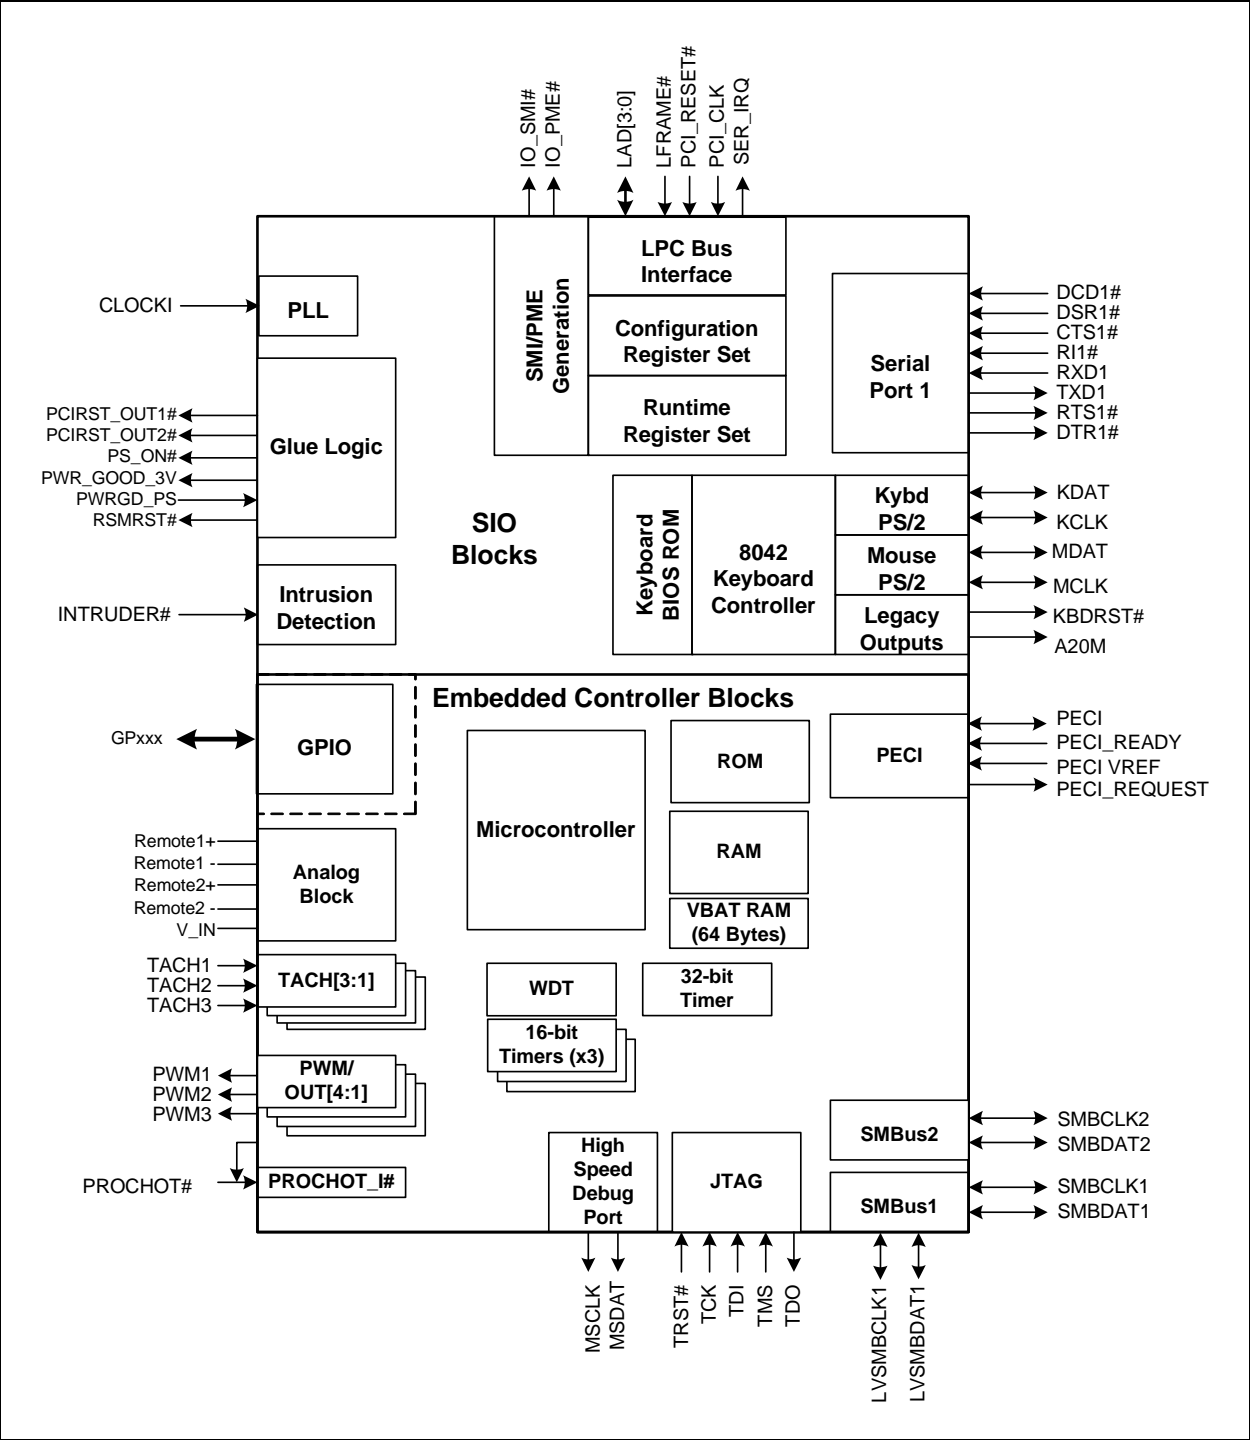 IO_SMI#
IO_PME#
LAD[3:0]
LFRAME#
PCI_RESET#
PCI_CLK
SER_IRQ
SMI/PME
Generation
LPC Bus
Interface
Configuration
Register Set
Runtime
Register Set
CLOCKI
PLL
PCIRST_OUT1#
PCIRST_OUT2#
PS_ON#
PWR_GOOD_3V
PWRGD_PS
RSMRST#
Glue Logic
INTRUDER#
Intrusion
Detection
SIO
Blocks
Serial
Port 1
DCD1#
DSR1#
CTS1#
RI1#
RXD1
TXD1
RTS1#
DTR1#
Keyboard
BIOS ROM
8042
Keyboard
Controller
Kybd
PS/2
Mouse
PS/2
Legacy
Outputs
KDAT
KCLK
MDAT
MCLK
KBDRST#
A20M
Embedded Controller Blocks
GPxxx
GPIO
Microcontroller
ROM
RAM
VBAT RAM
(64 Bytes)
PECI
PECI
PECI_READY
PECI VREF
PECI_REQUEST
Remote1+
Remote1 -
Remote2+
Remote2 -
V_IN
Analog
Block
TACH1
TACH2
TACH3
TACH[3:1]
WDT
32-bit
Timer
16-bit
Timers (x3)
PWM1
PWM2
PWM3
PWM/
OUT[4:1]
PROCHOT#
PROCHOT_I#
High
Speed
Debug
Port
JTAG
SMBus2
SMBus1
SMBCLK2
SMBDAT2
SMBCLK1
SMBDAT1
MSCLK
MSDAT
TRST#
TCK
TDI
TMS
TDO
LVSMBCLK1
LVSMBDAT1